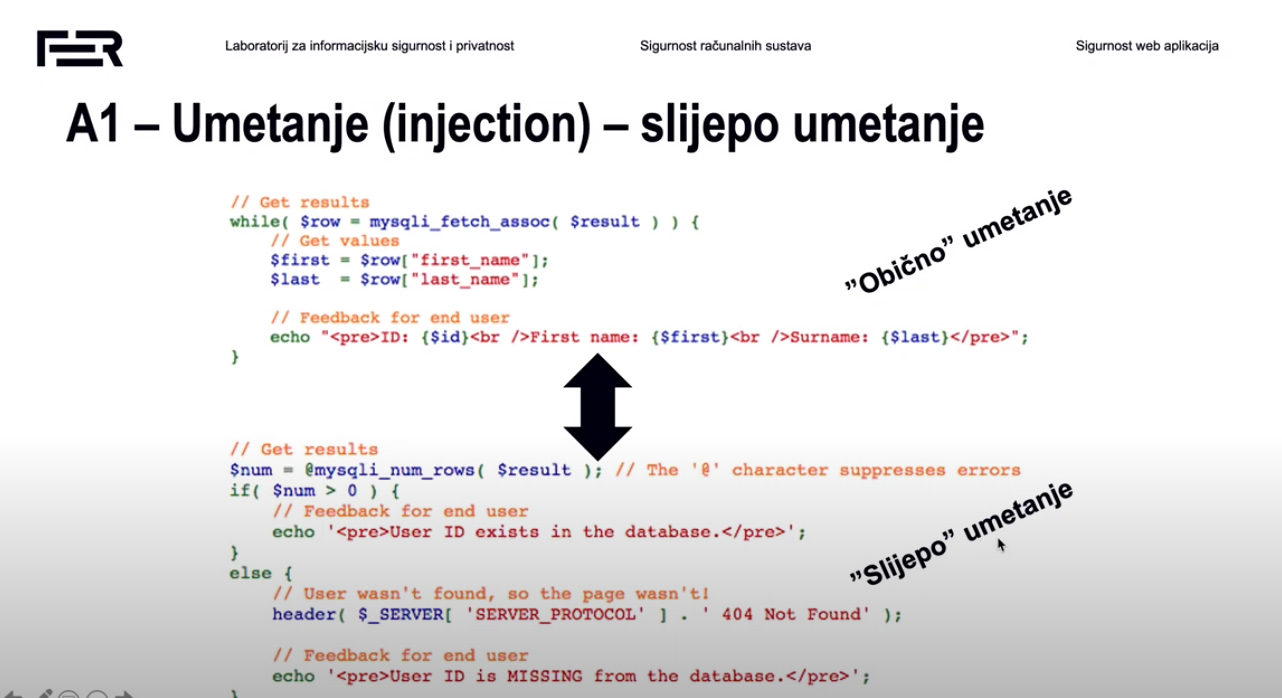 FER
Laboratorij za informacijsku sigurnost i privatnost
Sigurnost računalnih sustava
Sigurnost web aplikacija
A1 – Umetanje (injection) – slijepo umetanje
// Get results
while( $row = mysqli_fetch_assoc( $result ) ) {
// Get values
$first = $row["first_name"];
$last  = $row["last_name"];
// Feedback for end user
echo "<pre>ID: {$id}<br />First name: {$first}<br />Surname: {$last}</pre>";
}
”Obično” umetanje
// Get results
$num = @mysqli_num_rows( $result ); // The '@' character suppresses errors
if( $num > 0 ) {
// Feedback for end user
echo '<pre>User ID exists in the database.</pre>';
}
else {
// User wasn't found, so the page wasn't!
header( $_SERVER[ 'SERVER_PROTOCOL' ] . ' 404 Not Found' );
// Feedback for end user
echo '<pre>User ID is MISSING from the database.</pre>';
}
”Slijepo” umetanje